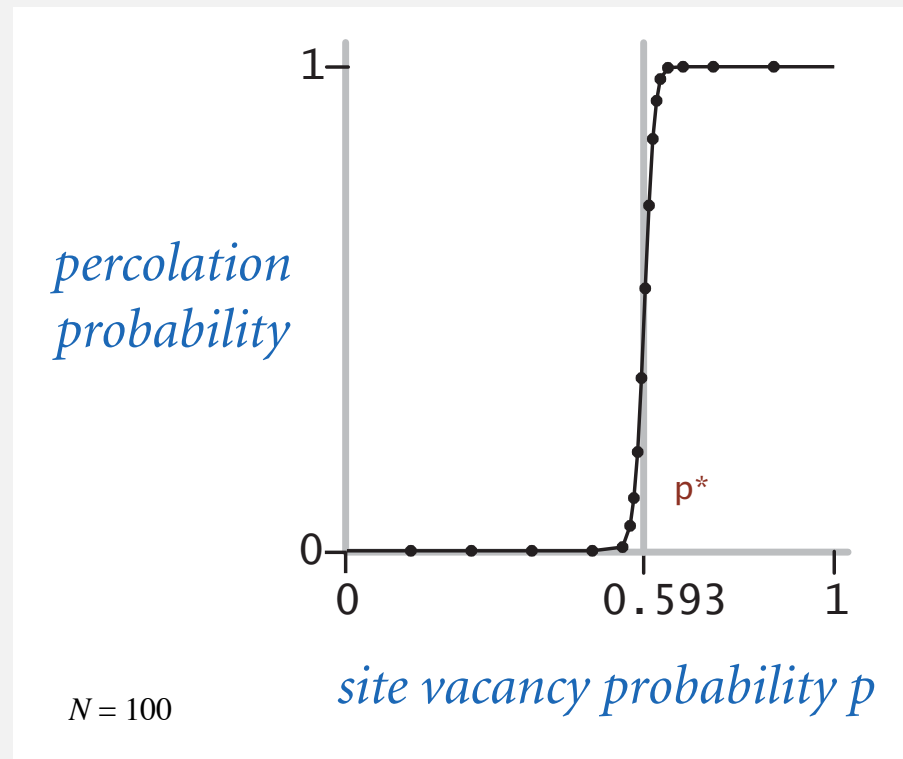 1
percolation
probability
p*
0
0
0.593
1
site vacancy probability p
N = 100